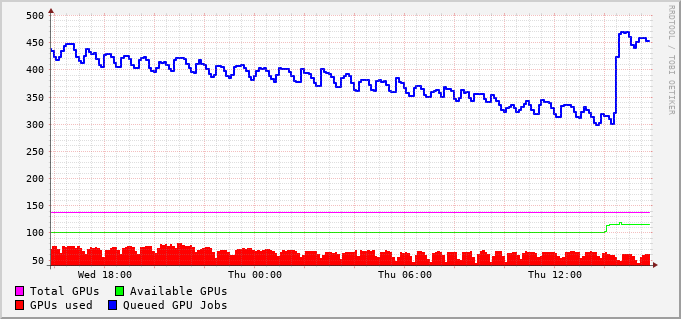 500
450
400
350
300
250
200
150
100
50
Wed 18:00 Thu 00:00 Thu 06:00 Thu 12:00
Total GPUs Available GPUs
GPUs used Queued GPU Jobs
RRDTOOL / TOBI OETIKER